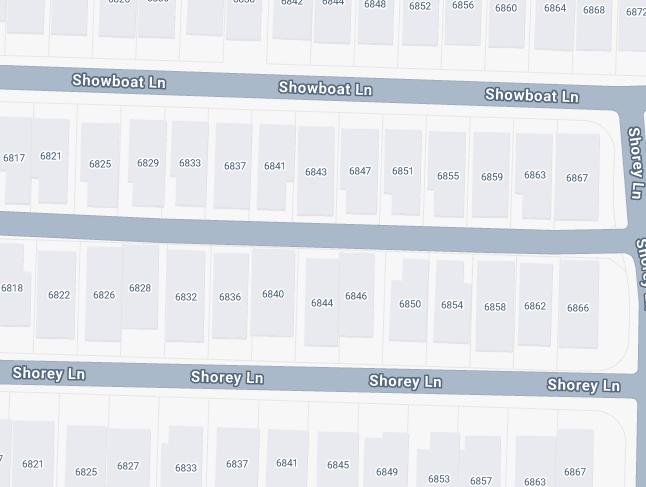 6842 6844 6848 6852 6856 6860 6864 6868 6872
Showboat Ln Showboat Ln Showboat Ln
Shorey Ln
6817 6821 6825 6829 6833 6837 6841 6843 6847 6851 6855 6859 6863 6867
6818 6822 6826 6828 6832 6836 6840 6844 6846 6850 6854 6858 6862 6866
Shorey Ln Shorey Ln Shorey Ln Shorey Ln
6821 6825 6827 6833 6837 6841 6845 6849 6853 6857 6863 6867